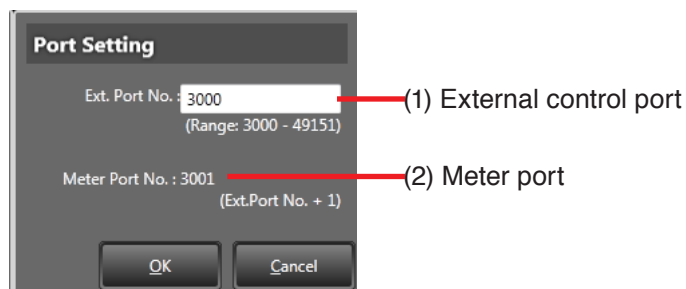 Port Setting
Ext. Port No. : 3000
(1) External control port
(Range: 3000 - 49151)
Meter Port No. : 3001
(2) Meter port
(Ext.Port No. + 1)
OK
Cancel